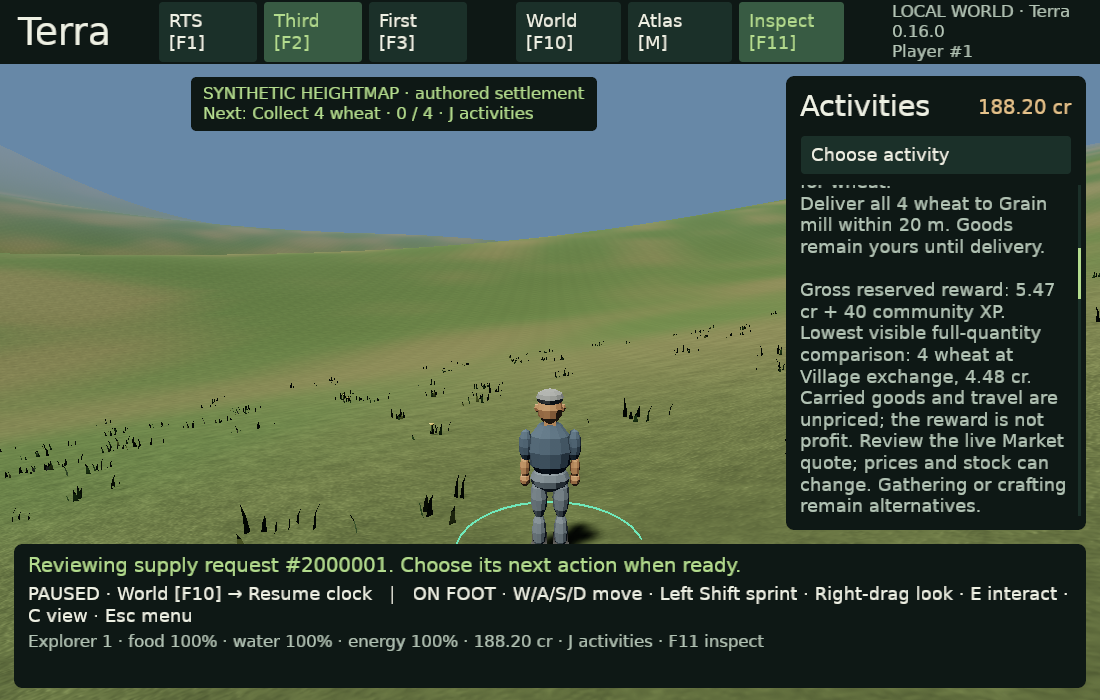 Terra
RTS
[F1]
Third
[F2]
First
[F3]
World
[F10]
Atlas
[M]
Inspect
[F11]
LOCAL WORLD · Terra
0.16.0
Player #1
SYNTHETIC HEIGHTMAP · authored settlement
Next: Collect 4 wheat · 0 / 4 · J activities
Activities
188.20 cr
Choose activity
for wheat.
Deliver all 4 wheat to Grain
mill within 20 m. Goods
remain yours until delivery.
Gross reserved reward: 5.47
cr + 40 community XP.
Lowest visible full-quantity
comparison: 4 wheat at
Village exchange, 4.48 cr.
Carried goods and travel are
unpriced; the reward is not
profit. Review the live Market
quote; prices and stock can
change. Gathering or crafting
remain alternatives.
Reviewing supply request #2000001. Choose its next action when ready.
PAUSED · World [F10] → Resume clock | ON FOOT · W/A/S/D move · Left Shift sprint · Right-drag look · E interact ·
C view · Esc menu
Explorer 1 · food 100% · water 100% · energy 100% · 188.20 cr · J activities · F11 inspect